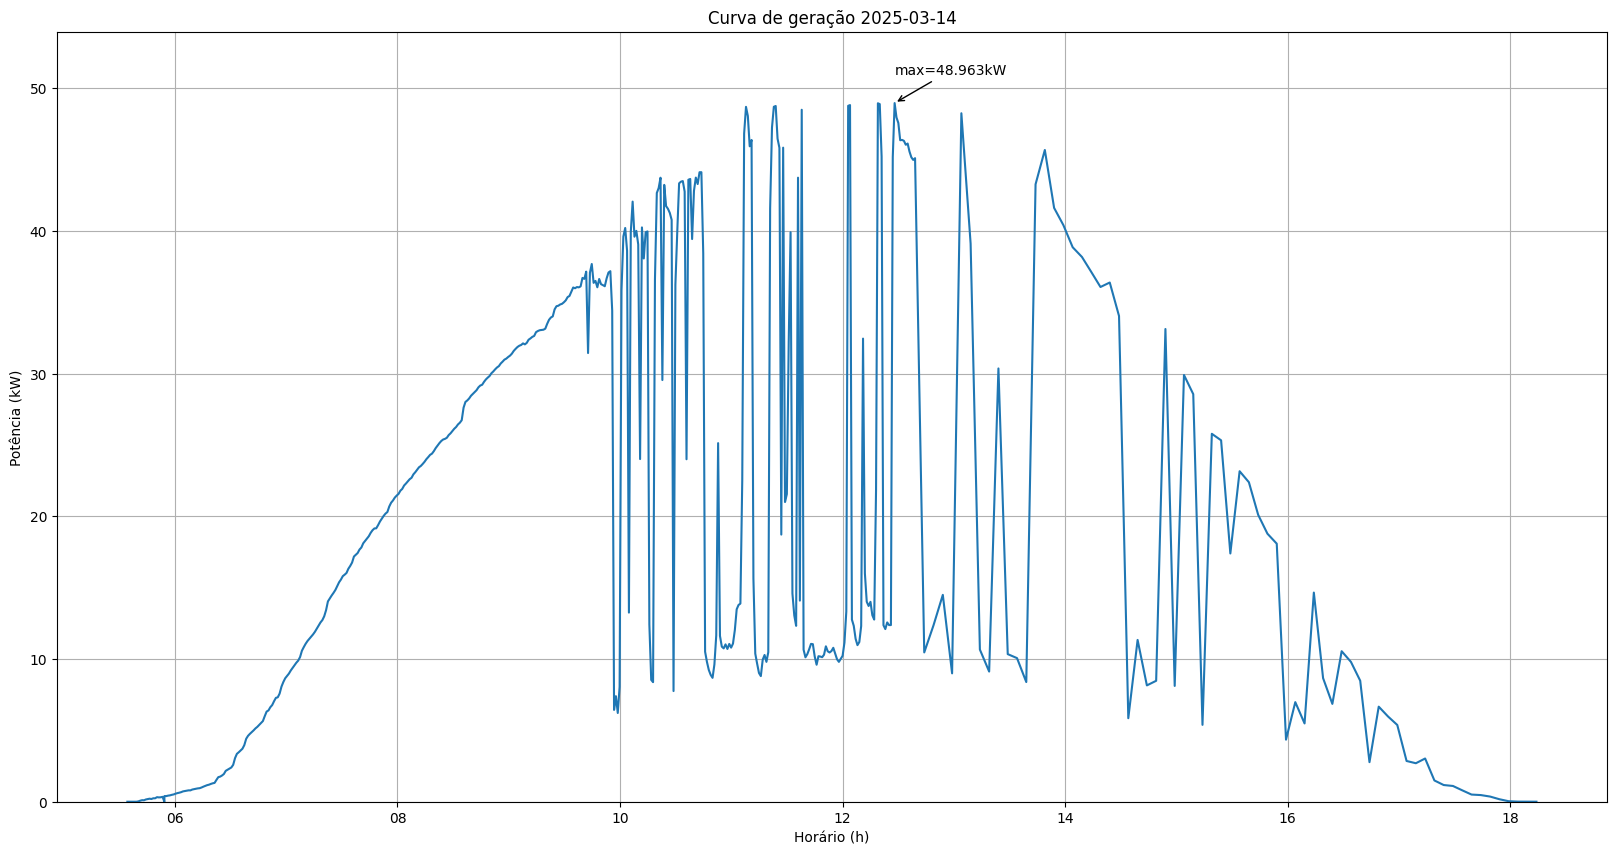 Curva de geração 2025-03-14
max=48.963kW
50
40
30
20
10
0
Potência (kW)
06 08 10 12 14 16 18
Horário (h)